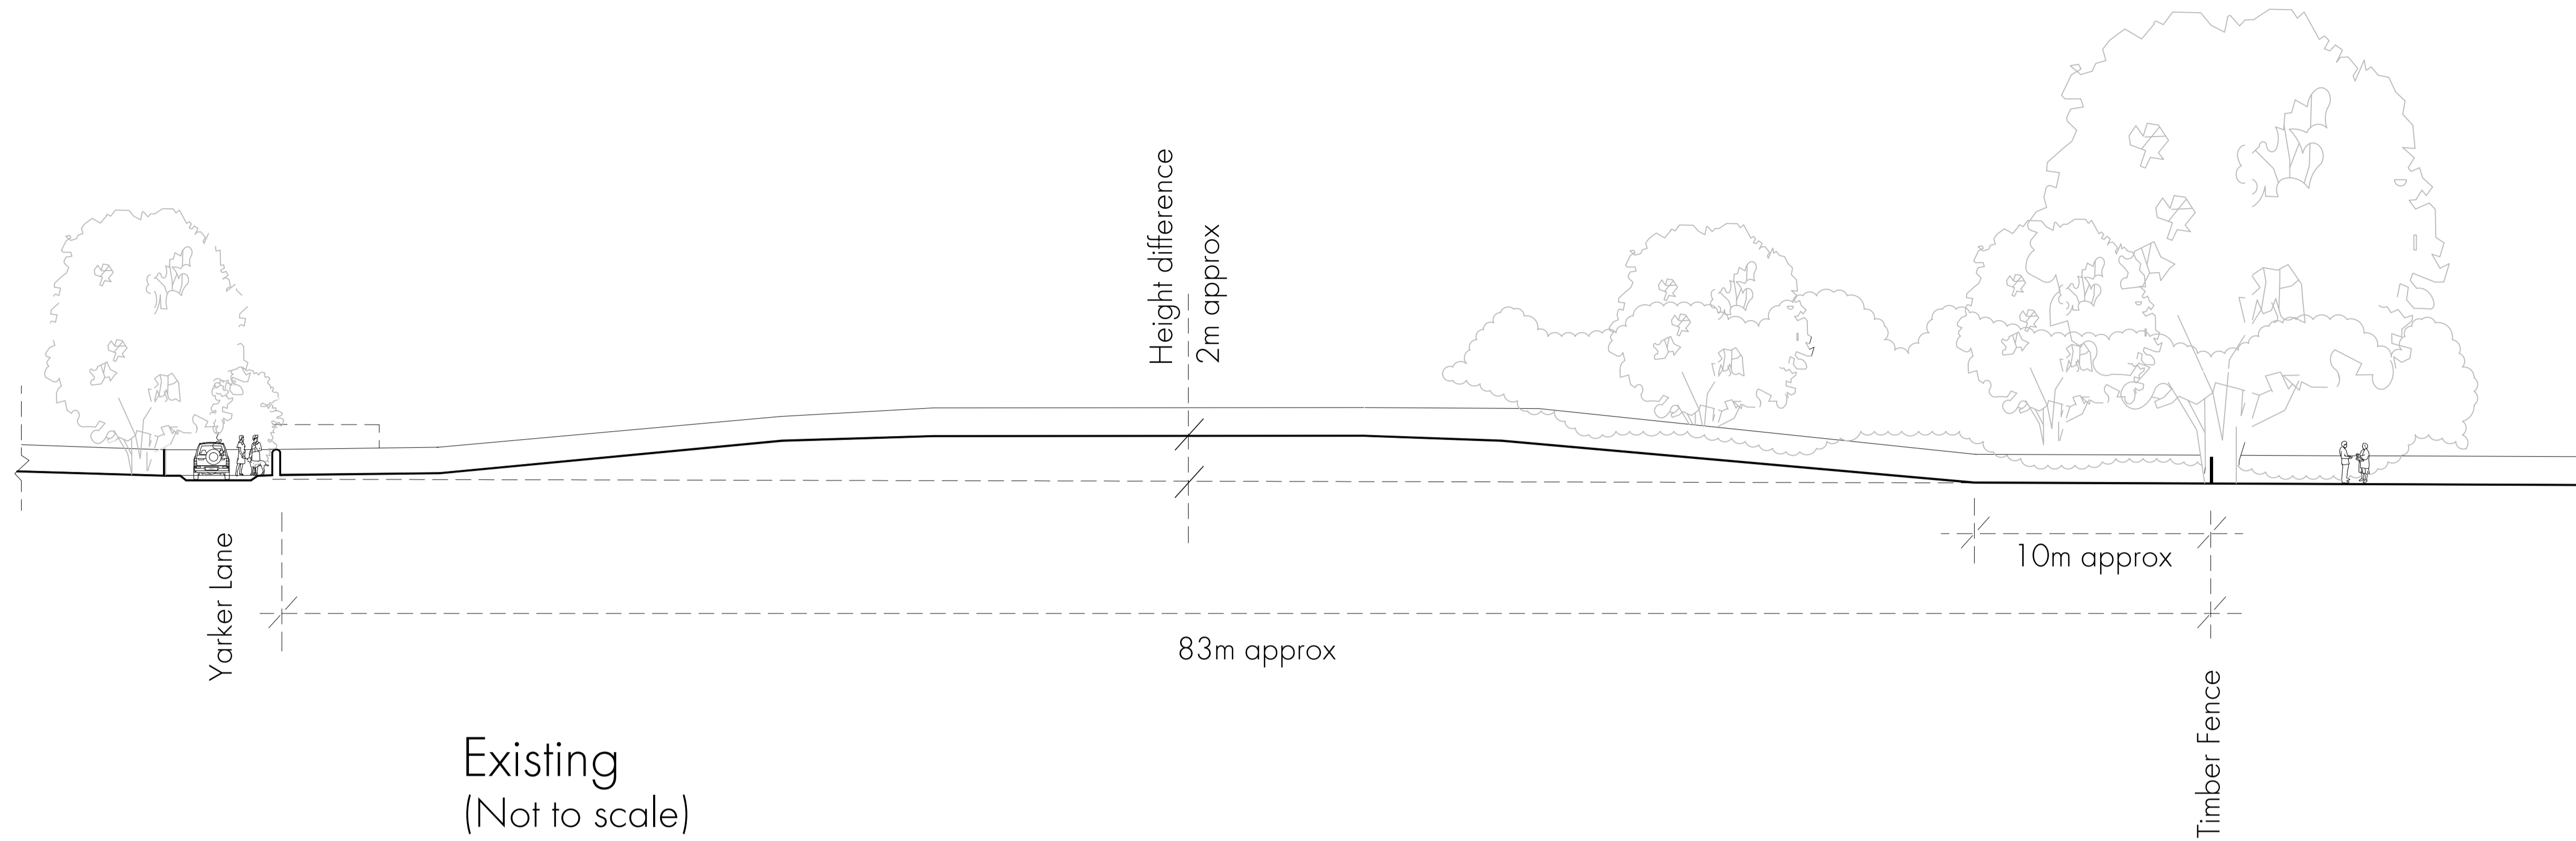 Height difference
2m approx
Yarker Lane
10m approx
83m approx
Timber Fence
Existing
(Not to scale)